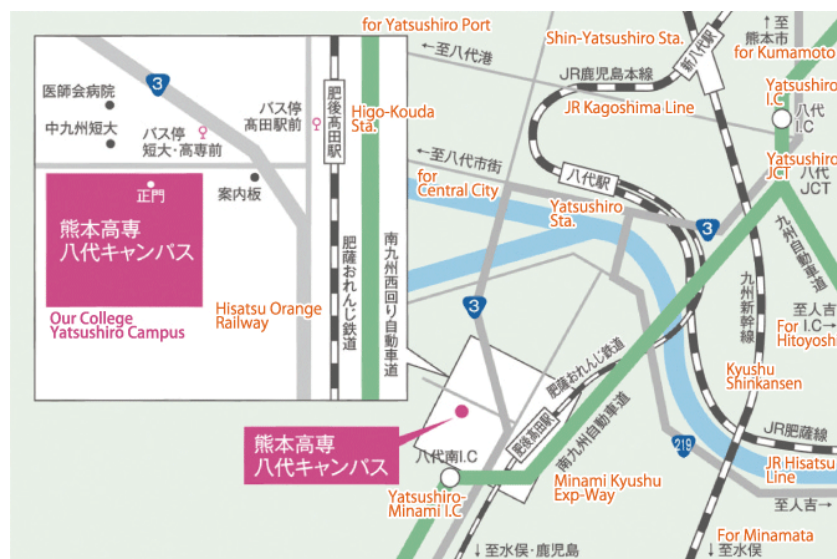 for Yatsushiro Port
←至八代港
Shin-Yatsushiro Sta.
新八代駅
↑至
熊本市
for Kumamoto
JR鹿児島本線
JR Kagoshima Line
Yatsushiro
I.C
八代
I.C
Yatsushiro
JCT
八代
JCT
3
医師会病院
中九州短大
バス停
短大・高専前
バス停
髙田駅前
肥後髙田駅
Higo-Kouda
Sta.
正門
案内板
熊本高専
八代キャンパス
Our College
Yatsushiro Campus
Hisatsu Orange
Railway
肥薩おれんじ鉄道
南九州西回り自動車道
←至八代市街
for
Central City
八代駅
Yatsushiro
Sta.
3
九州自動車道
九州新幹線
至人吉
I.C→
For
Hitoyoshi
3
Kyushu
Shinkansen
肥薩おれんじ鉄道
肥後髙田駅
南九州自動車道
熊本高専
八代キャンパス
八代南I.C
Yatsushiro-
Minami I.C
Minami Kyushu
Exp-Way
219
JR肥薩線
JR Hisatsu
Line
至人吉→
For Minamata
↓至水俣・鹿児島
↓至水俣